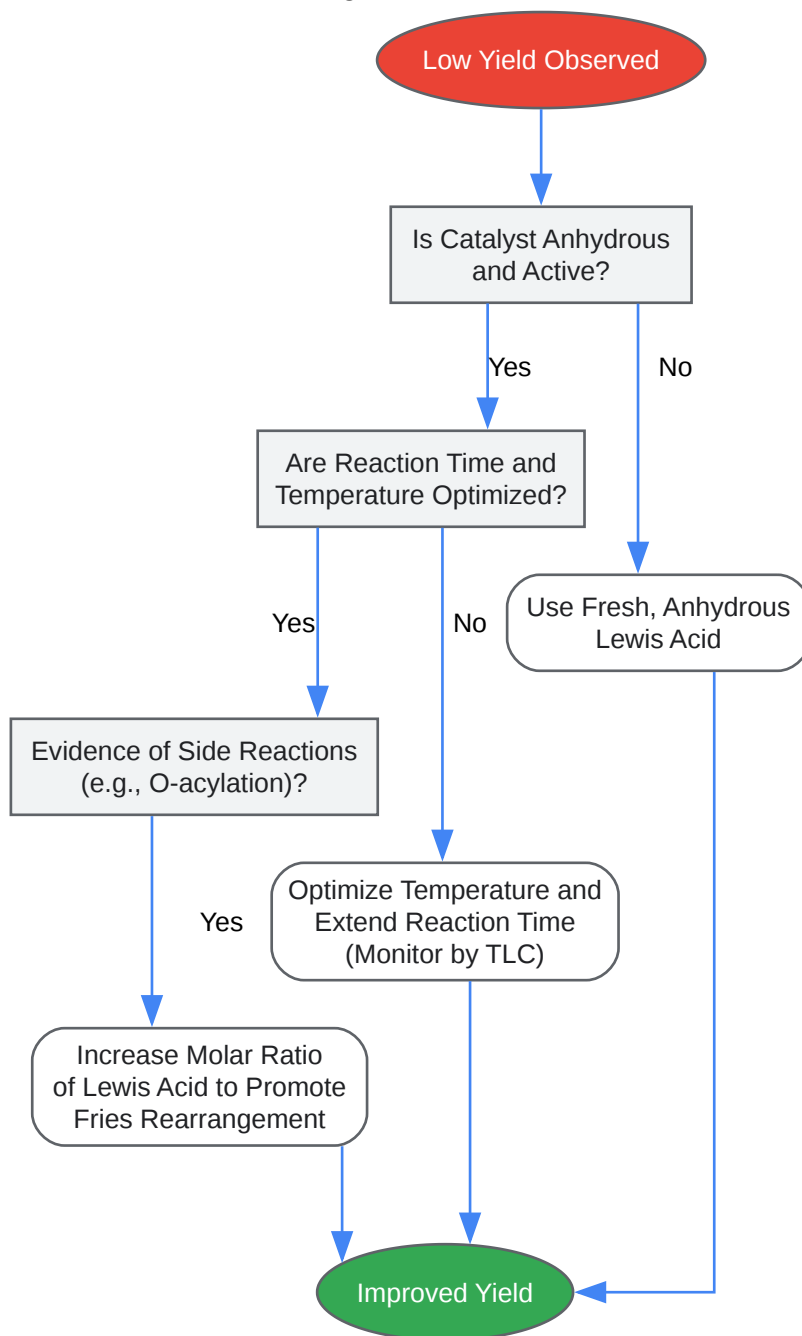 Low Yield Observed
Is Catalyst Anhydrous
and Active?
Yes
No
Are Reaction Time and
Temperature Optimized?
Use Fresh, Anhydrous
Lewis Acid
Yes
No
Evidence of Side Reactions
(e.g., O-acylation)?
Optimize Temperature and
Extend Reaction Time
(Monitor by TLC)
Yes
Increase Molar Ratio
of Lewis Acid to Promote
Fries Rearrangement
Improved Yield